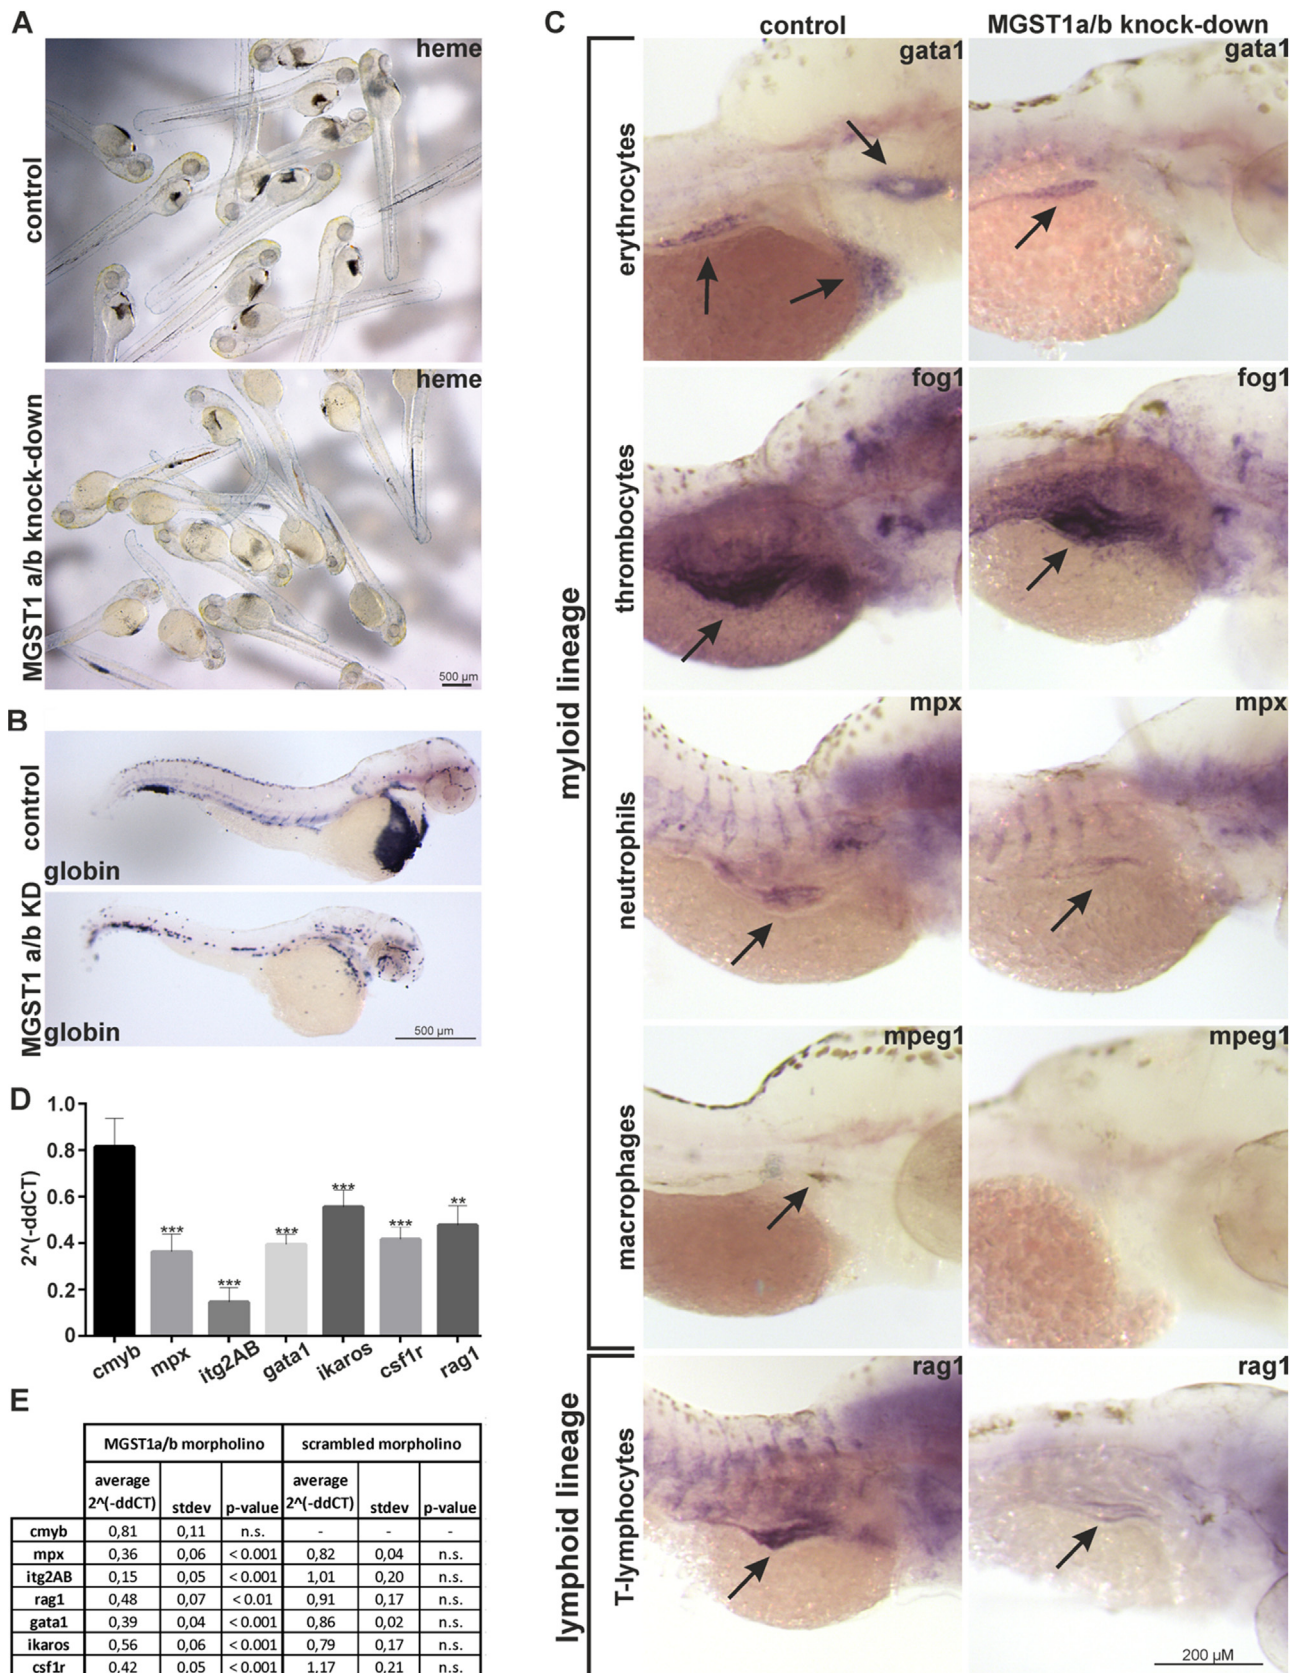 A
heme
control
heme
MGST1 a/b knock-down
500 µm
B
control
globin
MGST1 a/b KD
globin
500 µm
C
control
MGST1a/b knock-down
myloid lineage
erythrocytes
gata1
gata1
thrombocytes
fog1
fog1
neutrophils
mpx
mpx
macrophages
mpeg1
mpeg1
lymphoid lineage
T-lymphocytes
rag1
rag1
200 µM
D
2^(-ddCT)
1.0
0.8
0.6
0.4
0.2
0
*** *** *** *** *** **
cmyb mpx itg2AB gata1 ikaros csf1r rag1
E
MGST1a/b morpholino scrambled morpholino
average 2^(-ddCT) stdev p-value average 2^(-ddCT) stdev p-value
cmyb 0,81 0,11 n.s. - - -
mpx 0,36 0,06 < 0.001 0,82 0,04 n.s.
itg2AB 0,15 0,05 < 0.001 1,01 0,20 n.s.
rag1 0,48 0,07 < 0.01 0,91 0,17 n.s.
gata1 0,39 0,04 < 0.001 0,86 0,02 n.s.
ikaros 0,56 0,06 < 0.001 0,79 0,17 n.s.
csf1r 0,42 0,05 < 0.001 1,17 0,21 n.s.